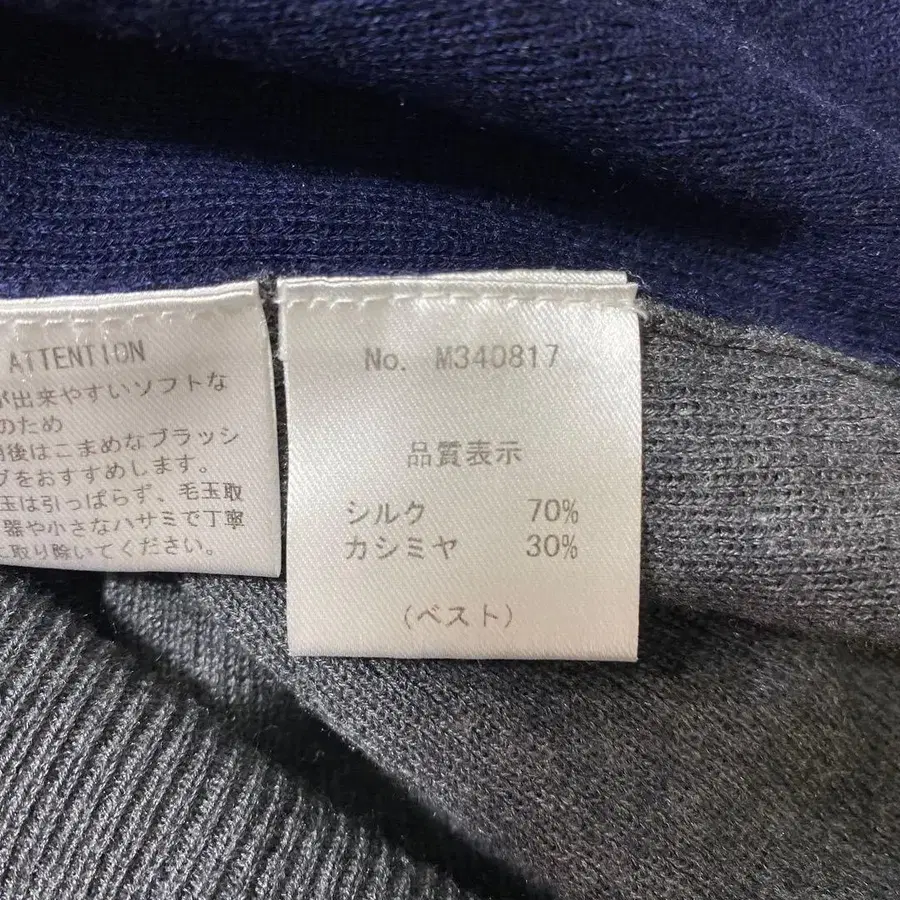 ATTENTION
が出来やすいソフトな
のため
用後はこまめなブラッシ
グをおすすめします。
玉は引っぱらず、毛玉取
器や小さなハサミで丁寧
に取り除いてください。
No. M340817
品質表示
シルク 70%
カシミヤ 30%
(ベスト)